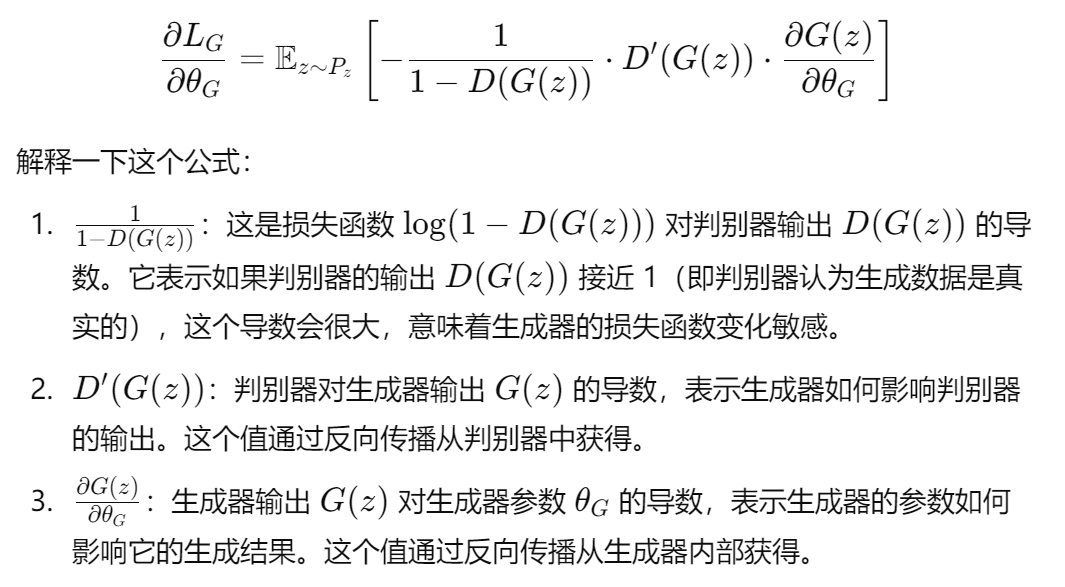 $$\frac{\partial L_G}{\partial \theta_G} = \mathbb{E}_{z \sim P_z} \left[ -\frac{1}{1 - D(G(z))} \cdot D'(G(z)) \cdot \frac{\partial G(z)}{\partial \theta_G} \right]$$
解释一下这个公式：
1. $\frac{1}{1-D(G(z))}$：这是损失函数 $\log(1 - D(G(z)))$ 对判别器输出 $D(G(z))$ 的导
数。它表示如果判别器的输出 $D(G(z))$ 接近 1（即判别器认为生成数据是真
实的），这个导数会很大，意味着生成器的损失函数变化敏感。
2. $D'(G(z))$：判别器对生成器输出 $G(z)$ 的导数，表示生成器如何影响判别器
的输出。这个值通过反向传播从判别器中获得。
3. $\frac{\partial G(z)}{\partial \theta_G}$：生成器输出 $G(z)$ 对生成器参数 $\theta_G$ 的导数，表示生成器的参数如何
影响它的生成结果。这个值通过反向传播从生成器内部获得。